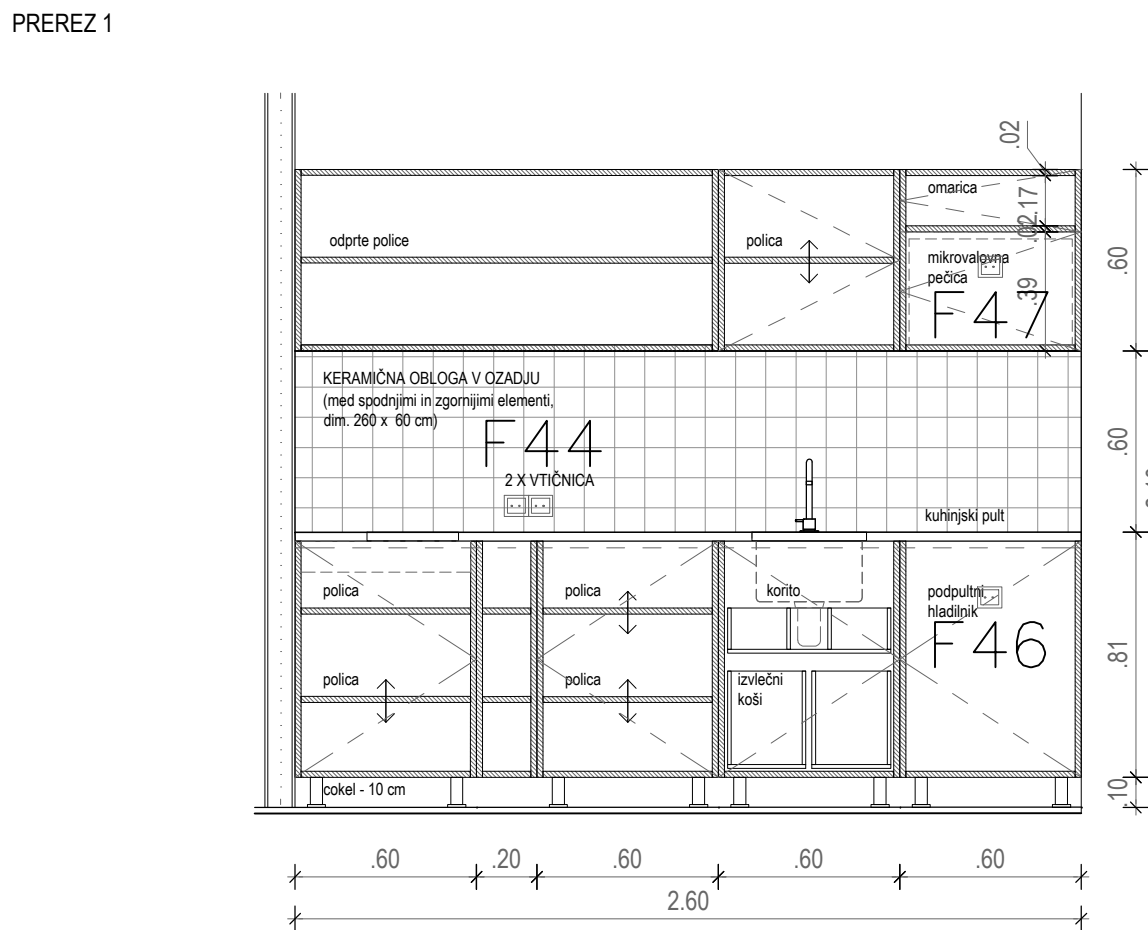 PREREZ 1
.02
omarica
.17
.02
odprte police
polica
mikrovalovna
pečica
.39
F47
.60
KERAMIČNA OBLOGA V OZADJU
(med spodnjimi in zgornijimi elementi,
dim. 260 x 60 cm)
F44
2 X VTIČNICA
.60
kuhinjski pult
polica
polica
korito
podpultni
hladilnik
F46
.81
polica
polica
izvlečni
koši
cokel - 10 cm
.10
.60
.20
.60
.60
.60
2.60